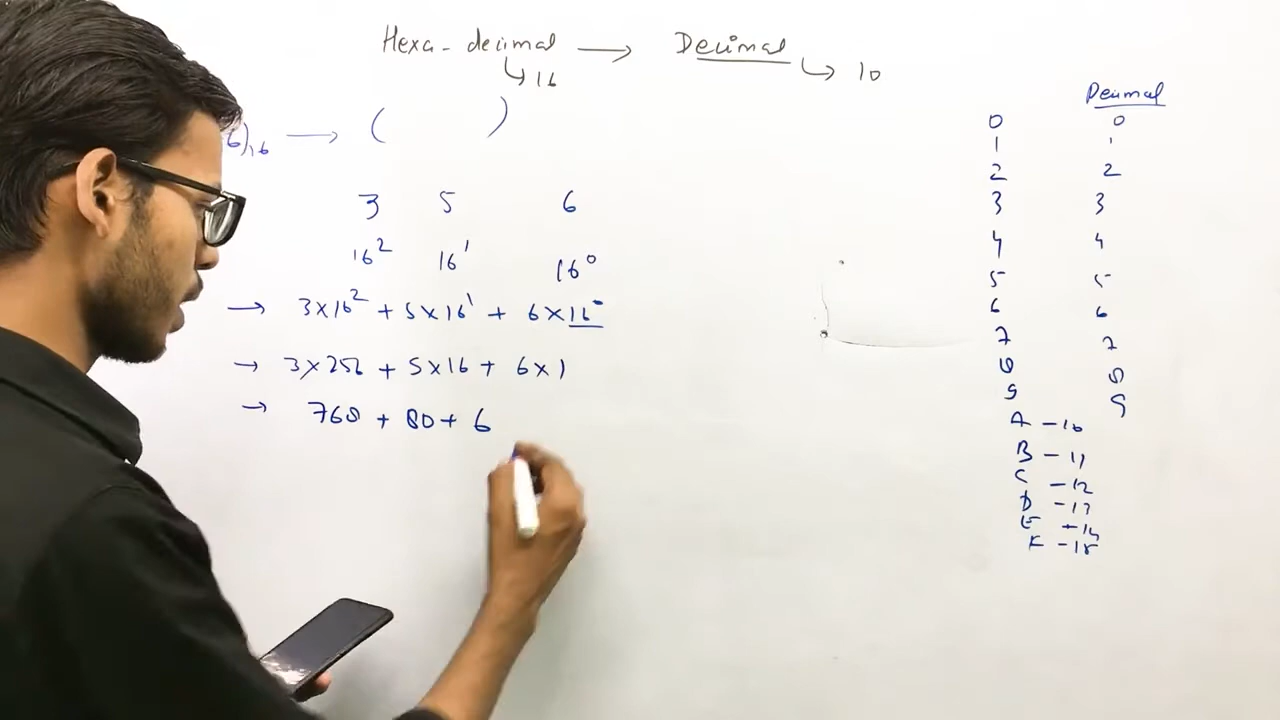 Hexa-decimal → Decimal
↳ 16 ↳ 10
6)₁₆ → ( )
3 5 6
16² 16¹ 16⁰
→ 3×16² + 5×16¹ + 6×16⁰
→ 3×256 + 5×16 + 6×1
→ 768 + 80 + 6
Decimal
0 0
1 1
2 2
3 3
4 4
5 5
6 6
7 7
8 8
9 9
A - 10
B - 11
C - 12
D - 13
E - 14
F - 15